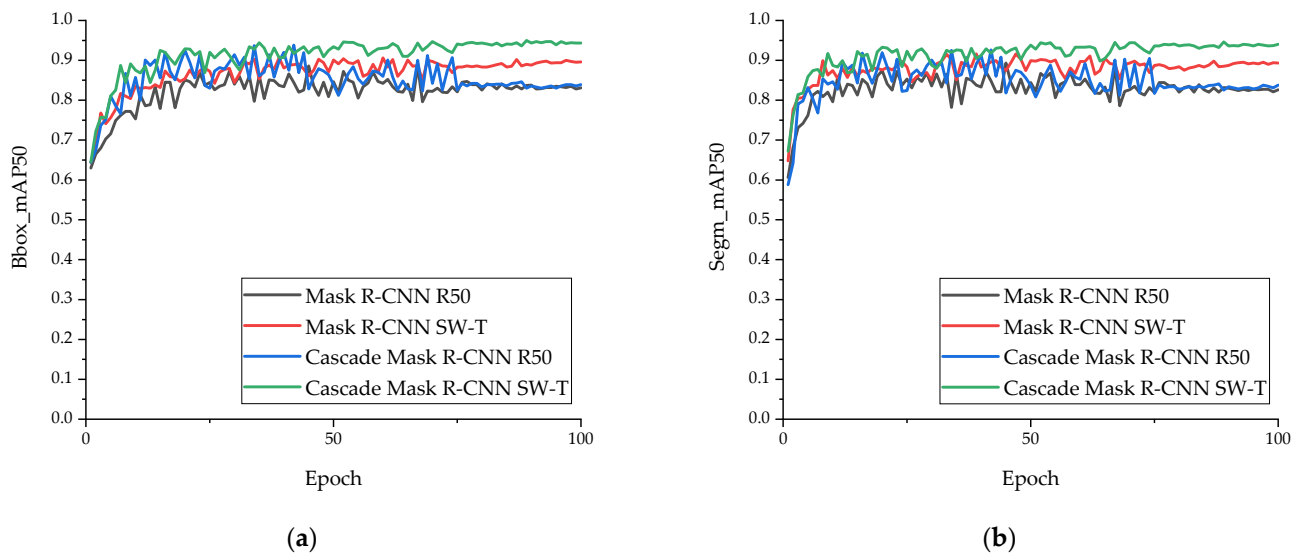 1.0
0.9
0.8
0.7
0.6
0.5
0.4
0.3
0.2
0.1
0.0
Bbox_mAP50
Mask R-CNN R50
Mask R-CNN SW-T
Cascade Mask R-CNN R50
Cascade Mask R-CNN SW-T
0 50 100
Epoch
(a)
1.0
0.9
0.8
0.7
0.6
0.5
0.4
0.3
0.2
0.1
0.0
Segm_mAP50
Mask R-CNN R50
Mask R-CNN SW-T
Cascade Mask R-CNN R50
Cascade Mask R-CNN SW-T
0 50 100
Epoch
(b)